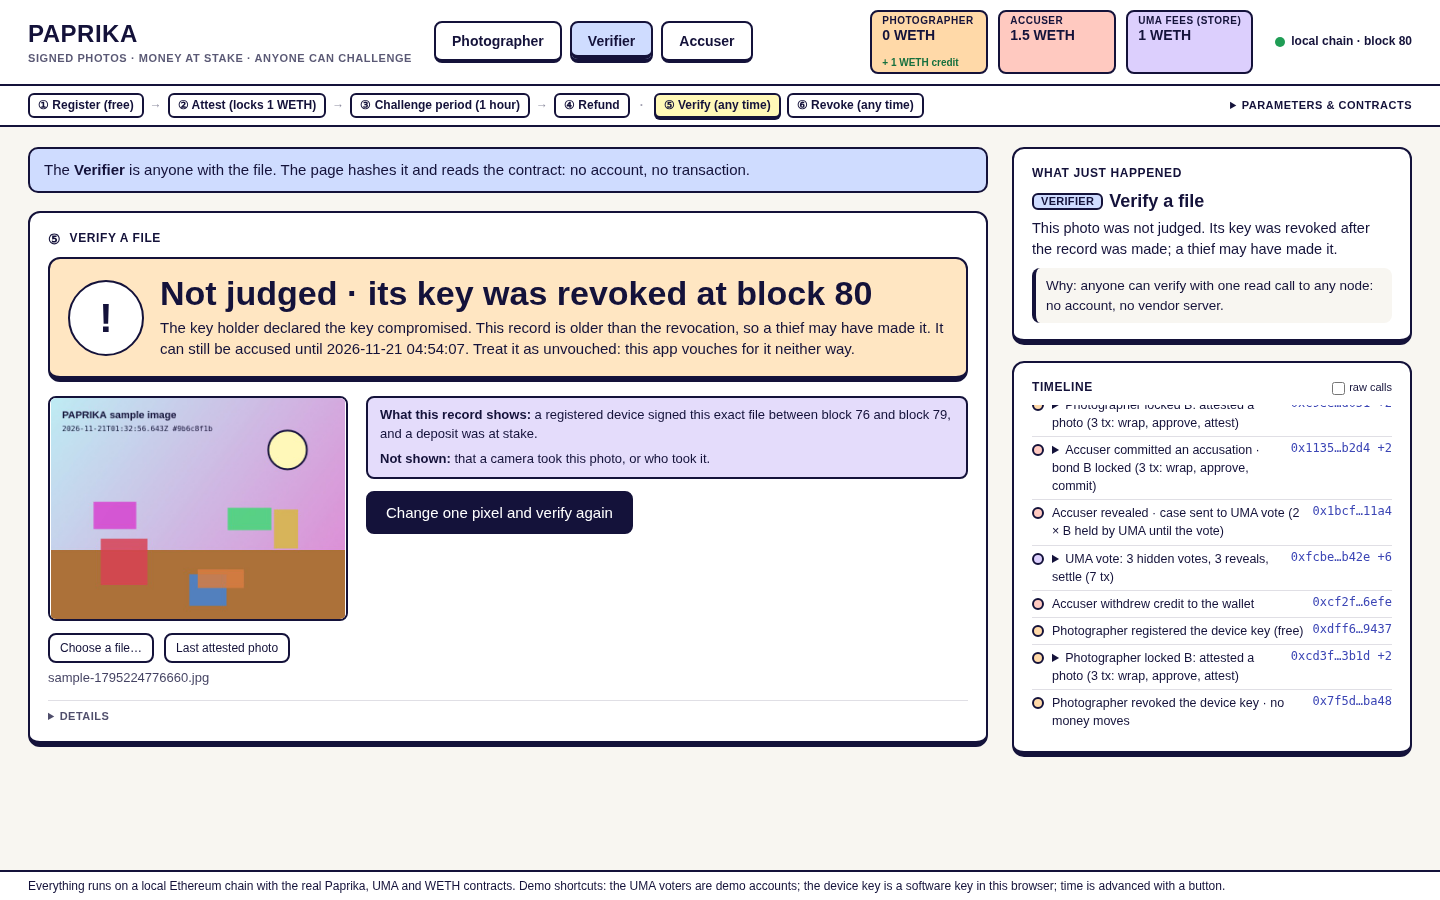 PAPRIKA
SIGNED PHOTOS · MONEY AT STAKE · ANYONE CAN CHALLENGE
Photographer
Verifier
Accuser
PHOTOGRAPHER
0 WETH
+ 1 WETH credit
ACCUSER
1.5 WETH
UMA FEES (STORE)
1 WETH
local chain · block 80
① Register (free) → ② Attest (locks 1 WETH) → ③ Challenge period (1 hour) → ④ Refund · ⑤ Verify (any time) ⑥ Revoke (any time)
PARAMETERS & CONTRACTS
The Verifier is anyone with the file. The page hashes it and reads the contract: no account, no transaction.
⑤ VERIFY A FILE
!
Not judged · its key was revoked at block 80
The key holder declared the key compromised. This record is older than the revocation, so a thief may have made it. It
can still be accused until 2026-11-21 04:54:07. Treat it as unvouched: this app vouches for it neither way.
PAPRIKA sample image
2026-11-21T01:32:56.643Z #9b6c8f1b
What this record shows: a registered device signed this exact file between block 76 and block 79,
and a deposit was at stake.
Not shown: that a camera took this photo, or who took it.
Change one pixel and verify again
Choose a file…
Last attested photo
sample-1795224776660.jpg
DETAILS
WHAT JUST HAPPENED
VERIFIER Verify a file
This photo was not judged. Its key was revoked after
the record was made; a thief may have made it.
Why: anyone can verify with one read call to any node:
no account, no vendor server.
TIMELINE
raw calls
Photographer locked B: attested a
photo (3 tx: wrap, approve, attest)
Accuser committed an accusation · 0x1135…b2d4 +2
bond B locked (3 tx: wrap, approve,
commit)
Accuser revealed · case sent to UMA vote (2 0x1bcf…11a4
× B held by UMA until the vote)
UMA vote: 3 hidden votes, 3 reveals, 0xfcbe…b42e +6
settle (7 tx)
Accuser withdrew credit to the wallet 0xcf2f…6efe
Photographer registered the device key (free) 0xdff6…9437
Photographer locked B: attested a 0xcd3f…3b1d +2
photo (3 tx: wrap, approve, attest)
Photographer revoked the device key · no 0x7f5d…ba48
money moves
Everything runs on a local Ethereum chain with the real Paprika, UMA and WETH contracts. Demo shortcuts: the UMA voters are demo accounts; the device key is a software key in this browser; time is advanced with a button.